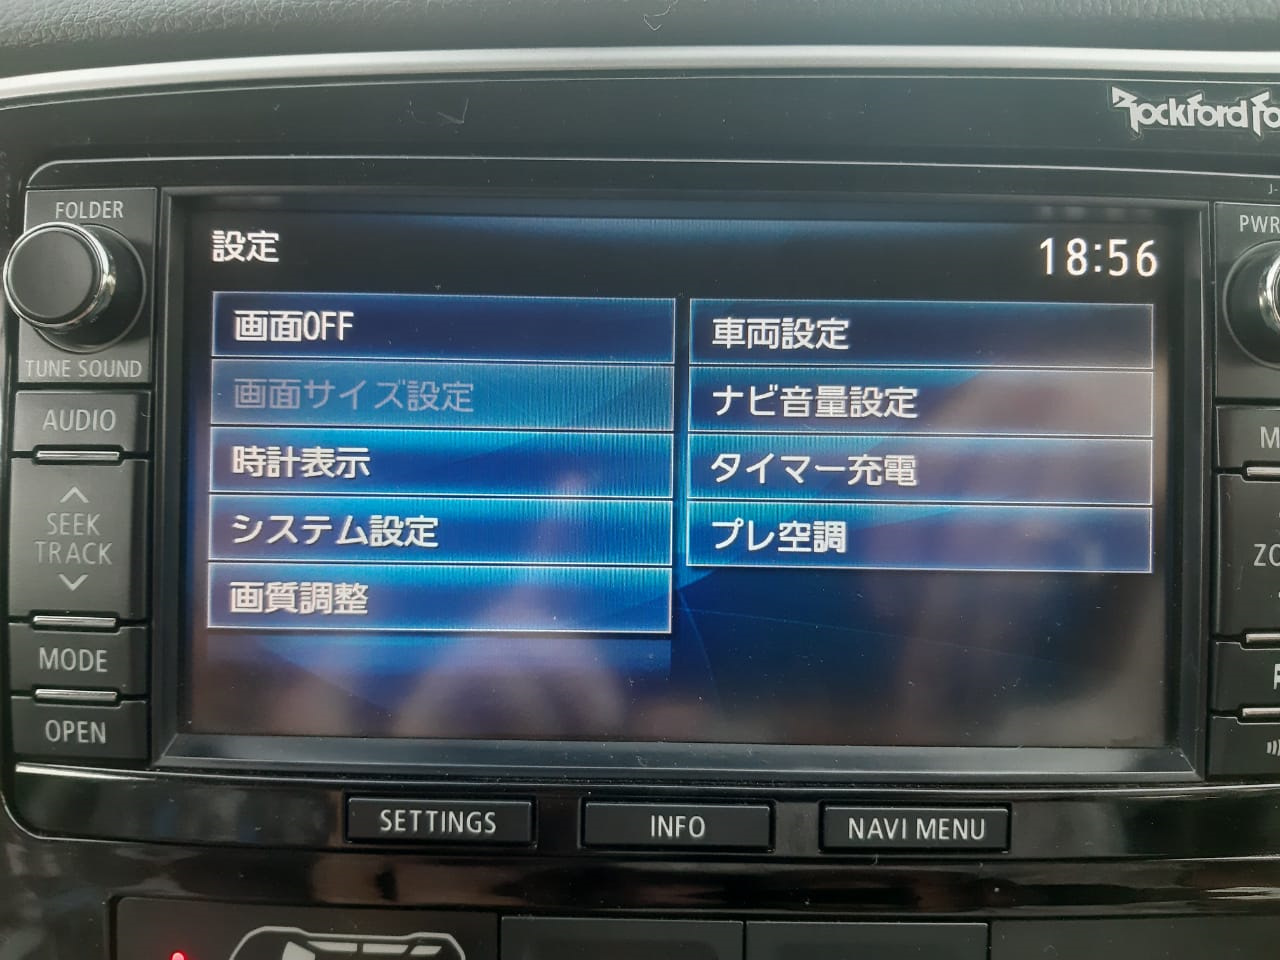 Rockford Fo
FOLDER
TUNE SOUND
AUDIO
SEEK
TRACK
MODE
OPEN
設定
18:56
画面OFF
画面サイズ設定
時計表示
システム設定
画質調整
車両設定
ナビ音量設定
タイマー充電
プレ空調
PWR
M
ZO
SETTINGS
INFO
NAVI MENU